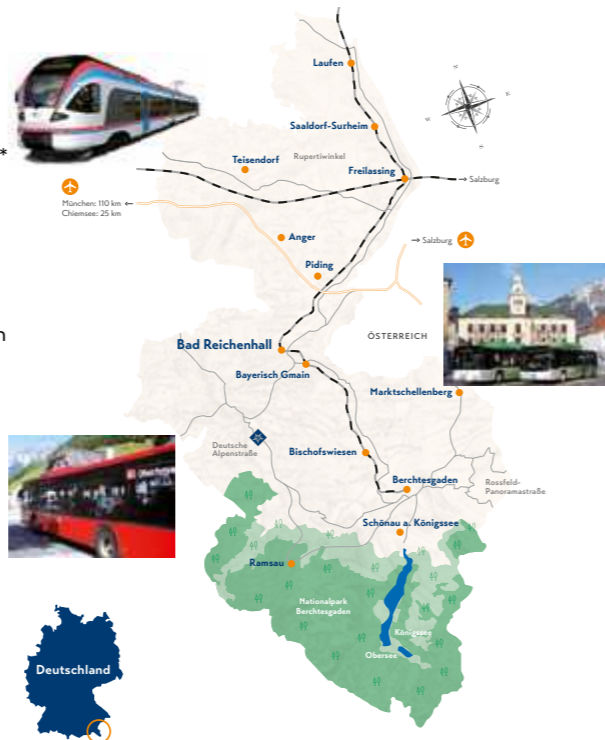 Laufen
Saaldorf-Surheim
Teisendorf
Rupertiwinkel
Freilassing
→ Salzburg
*
München: 110 km ←
Chiemsee: 25 km
Anger
→ Salzburg
Piding
n
ÖSTERREICH
Bad Reichenhall
Bayerisch Gmain
Marktschellenberg
Deutsche
Alpenstraße
Bischofswiesen
Berchtesgaden
Rossfeld-
Panoramastraße
Schönau a. Königssee
Ramsau
Nationalpark
Berchtesgaden
Königssee
Obersee
Deutschland